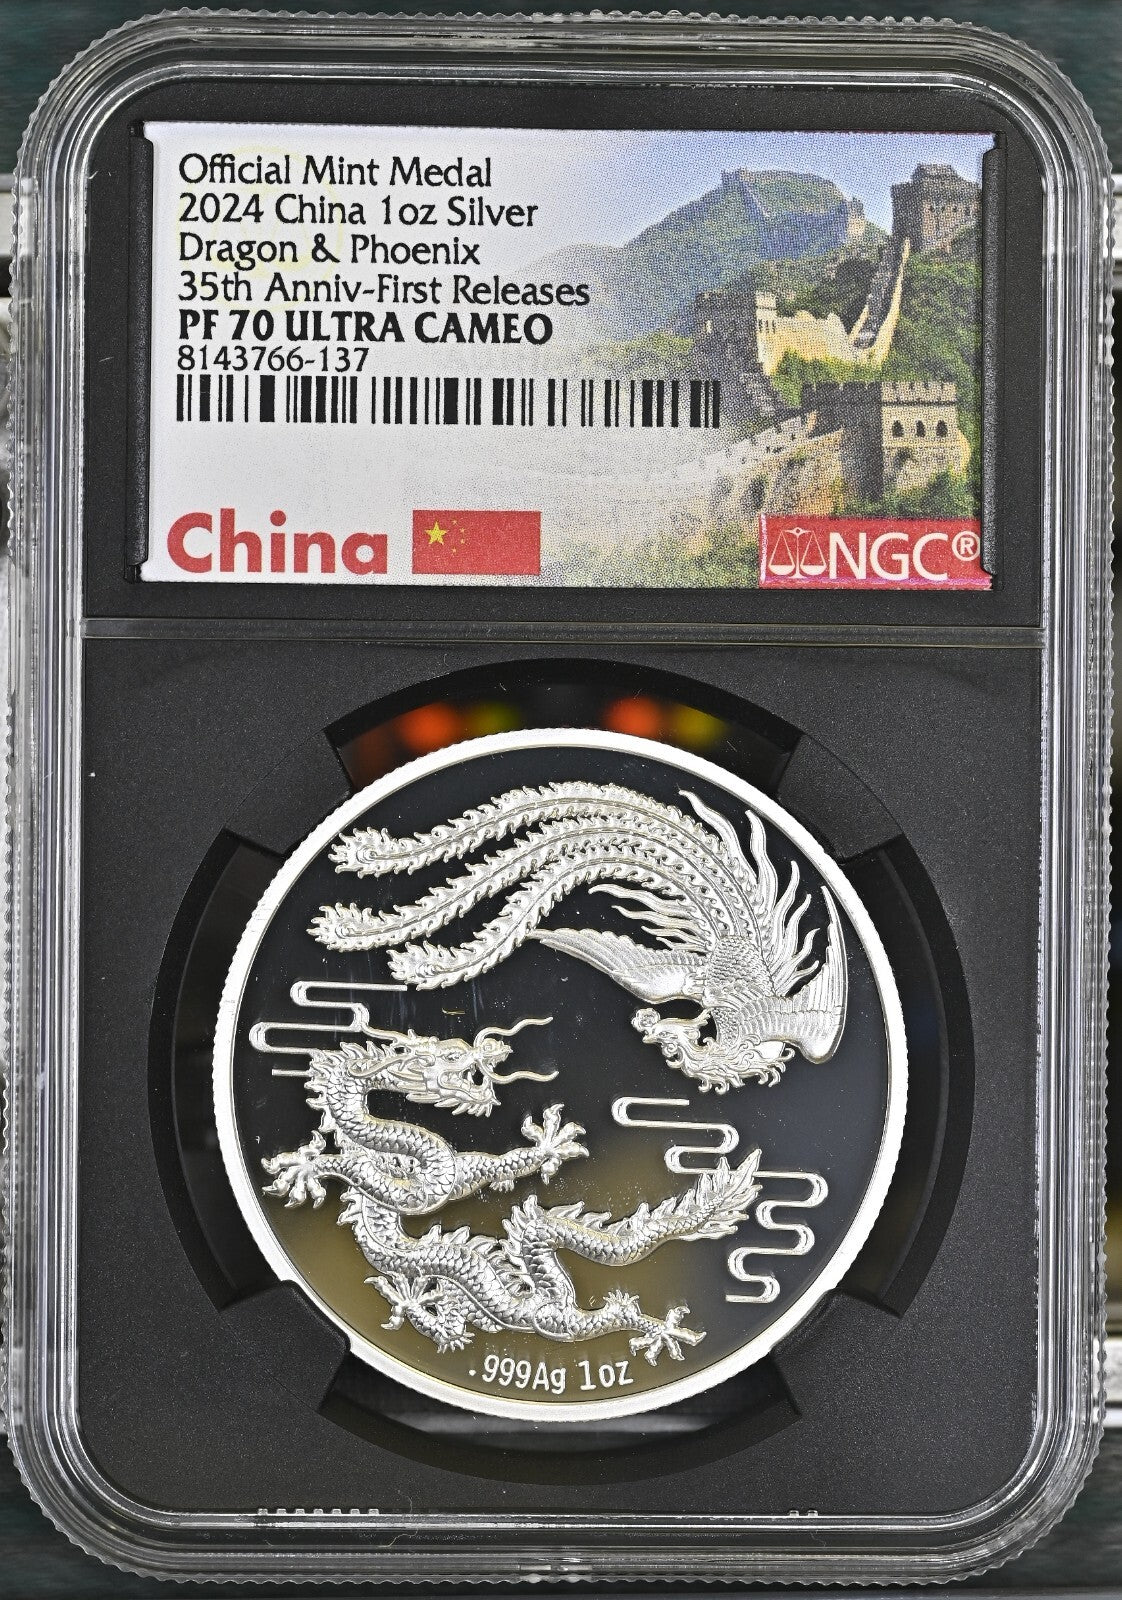 Official Mint Medal
2024 China 1oz Silver
Dragon & Phoenix
35th Anniv-First Releases
PF 70 ULTRA CAMEO
8143766-137
China
NGC®
.999Ag 1oz